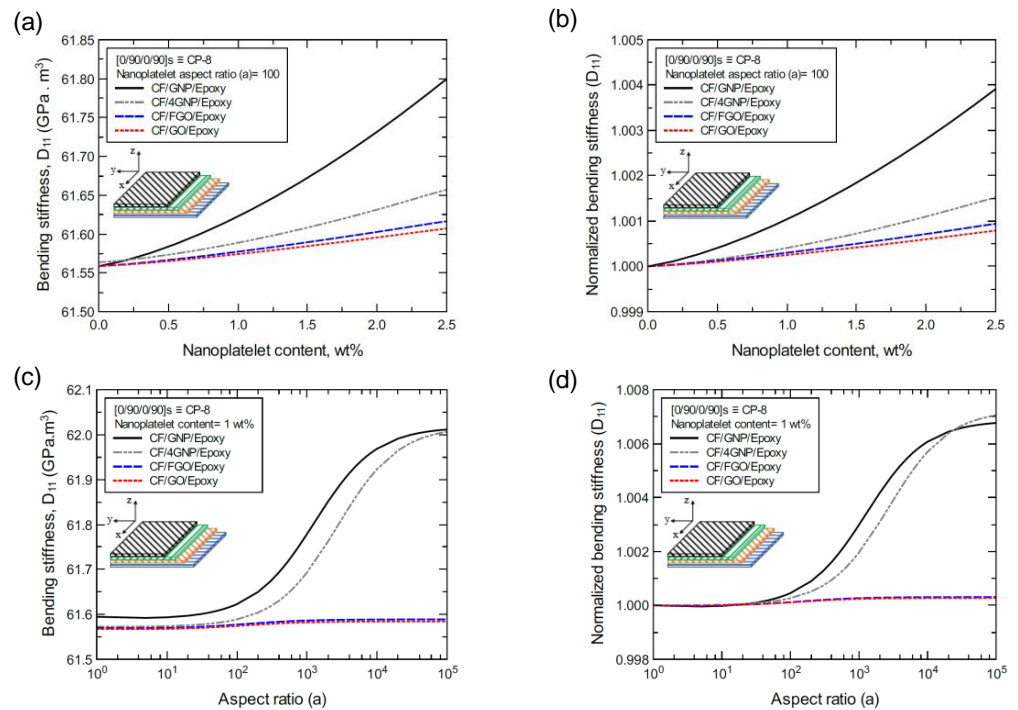 (a)
Bending stiffness, D11 (GPa . m3)
61.90
61.85
61.80
61.75
61.70
61.65
61.60
61.55
61.50
[0/90/0/90]s ≡ CP-8
Nanoplatelet aspect ratio (a)= 100
CF/GNP/Epoxy
CF/4GNP/Epoxy
CF/FGO/Epoxy
CF/GO/Epoxy
z
y
x
0.0 0.5 1.0 1.5 2.0 2.5
Nanoplatelet content, wt%
(b)
Normalized bending stiffness (D11)
1.005
1.004
1.003
1.002
1.001
1.000
0.999
[0/90/0/90]s ≡ CP-8
Nanoplatelet aspect ratio (a)= 100
CF/GNP/Epoxy
CF/4GNP/Epoxy
CF/FGO/Epoxy
CF/GO/Epoxy
z
y
x
0.0 0.5 1.0 1.5 2.0 2.5
Nanoplatelet content, wt%
(c)
Bending stiffness, D11 (GPa.m3)
62.1
62.0
61.9
61.8
61.7
61.6
61.5
[0/90/0/90]s ≡ CP-8
Nanoplatelet content= 1 wt%
CF/GNP/Epoxy
CF/4GNP/Epoxy
CF/FGO/Epoxy
CF/GO/Epoxy
z
y
x
10^0 10^1 10^2 10^3 10^4 10^5
Aspect ratio (a)
(d)
Normalized bending stiffness (D11)
1.008
1.006
1.004
1.002
1.000
0.998
[0/90/0/90]s ≡ CP-8
Nanoplatelet content= 1 wt%
CF/GNP/Epoxy
CF/4GNP/Epoxy
CF/FGO/Epoxy
CF/GO/Epoxy
z
y
x
10^0 10^1 10^2 10^3 10^4 10^5
Aspect ratio (a)